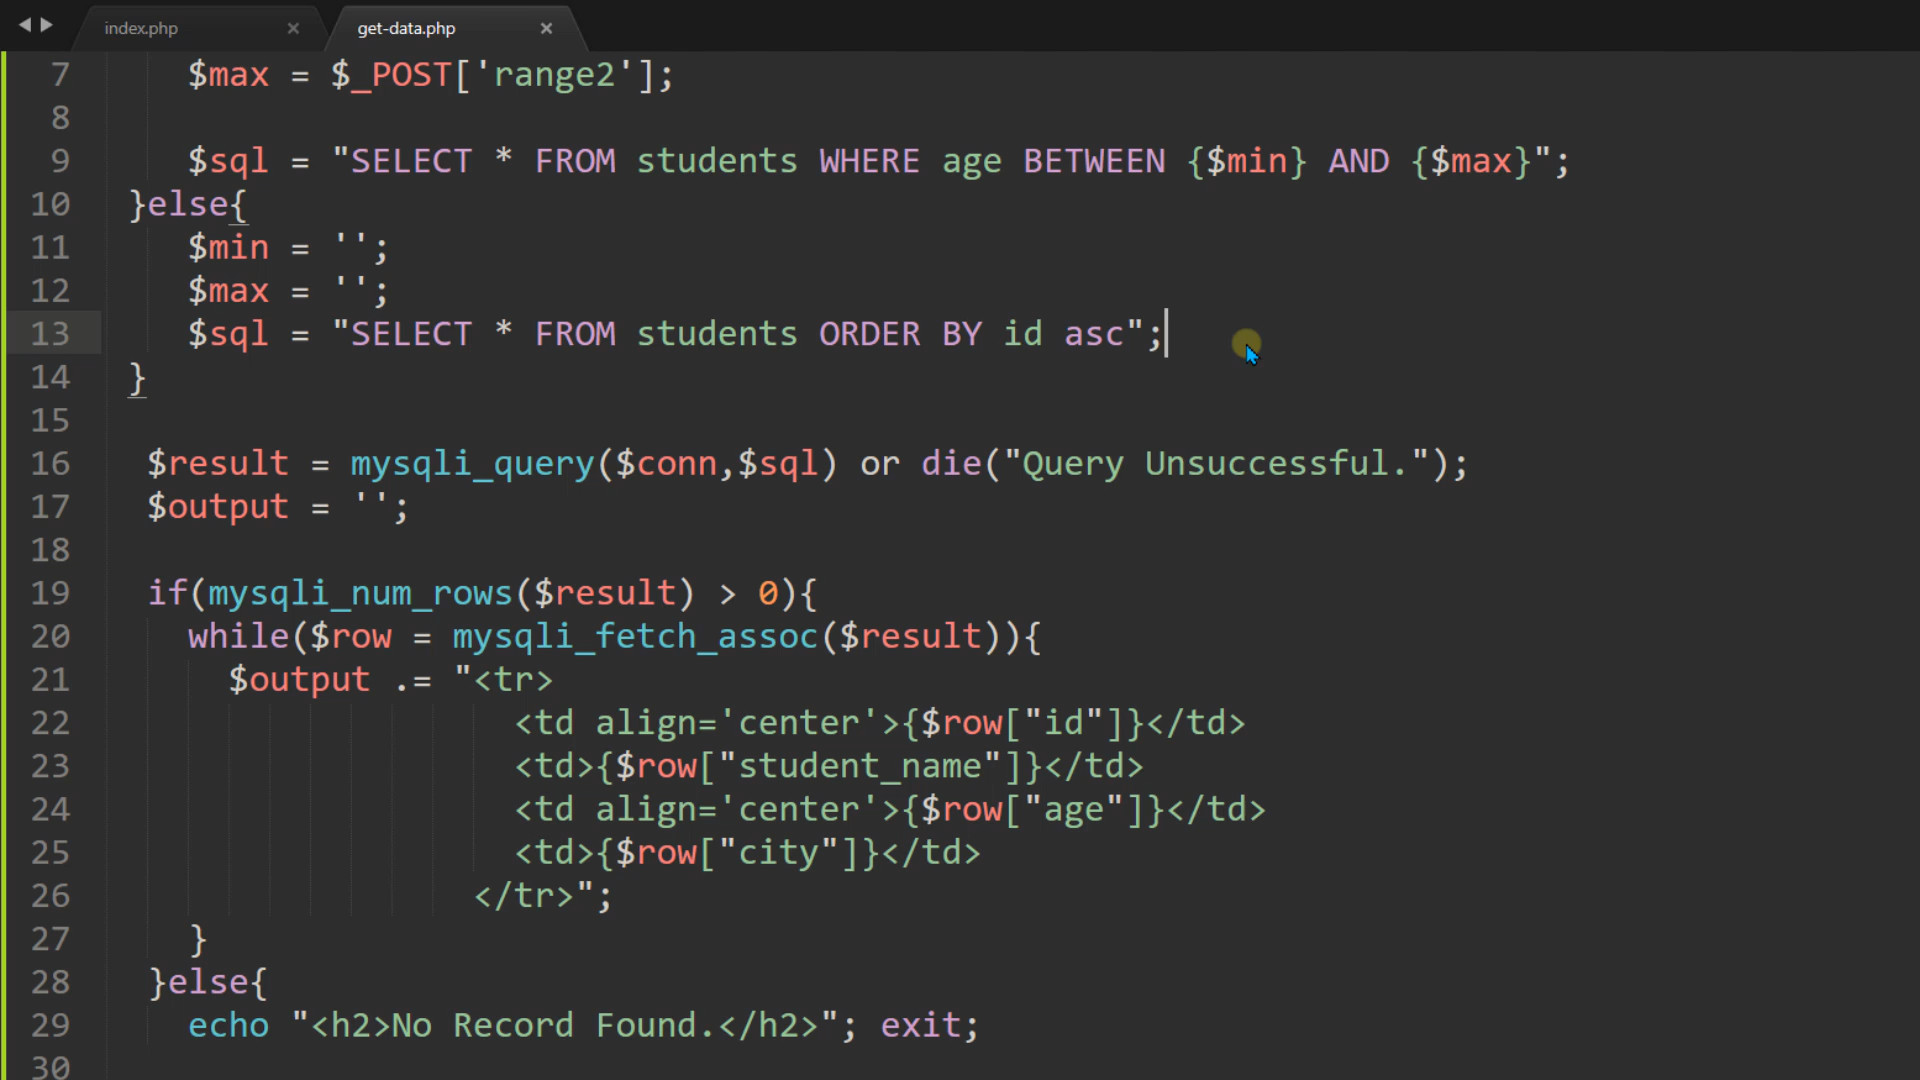 index.php × get-data.php ×
7 $max = $_POST['range2'];
8
9 $sql = "SELECT * FROM students WHERE age BETWEEN {$min} AND {$max}";
10 }else{
11 $min = '';
12 $max = '';
13 $sql = "SELECT * FROM students ORDER BY id asc";
14 }
15
16 $result = mysqli_query($conn,$sql) or die("Query Unsuccessful.");
17 $output = '';
18
19 if(mysqli_num_rows($result) > 0){
20 while($row = mysqli_fetch_assoc($result)){
21 $output .= "<tr>
22 <td align='center'>{$row["id"]}</td>
23 <td>{$row["student_name"]}</td>
24 <td align='center'>{$row["age"]}</td>
25 <td>{$row["city"]}</td>
26 </tr>";
27 }
28 }else{
29 echo "<h2>No Record Found.</h2>"; exit;
30